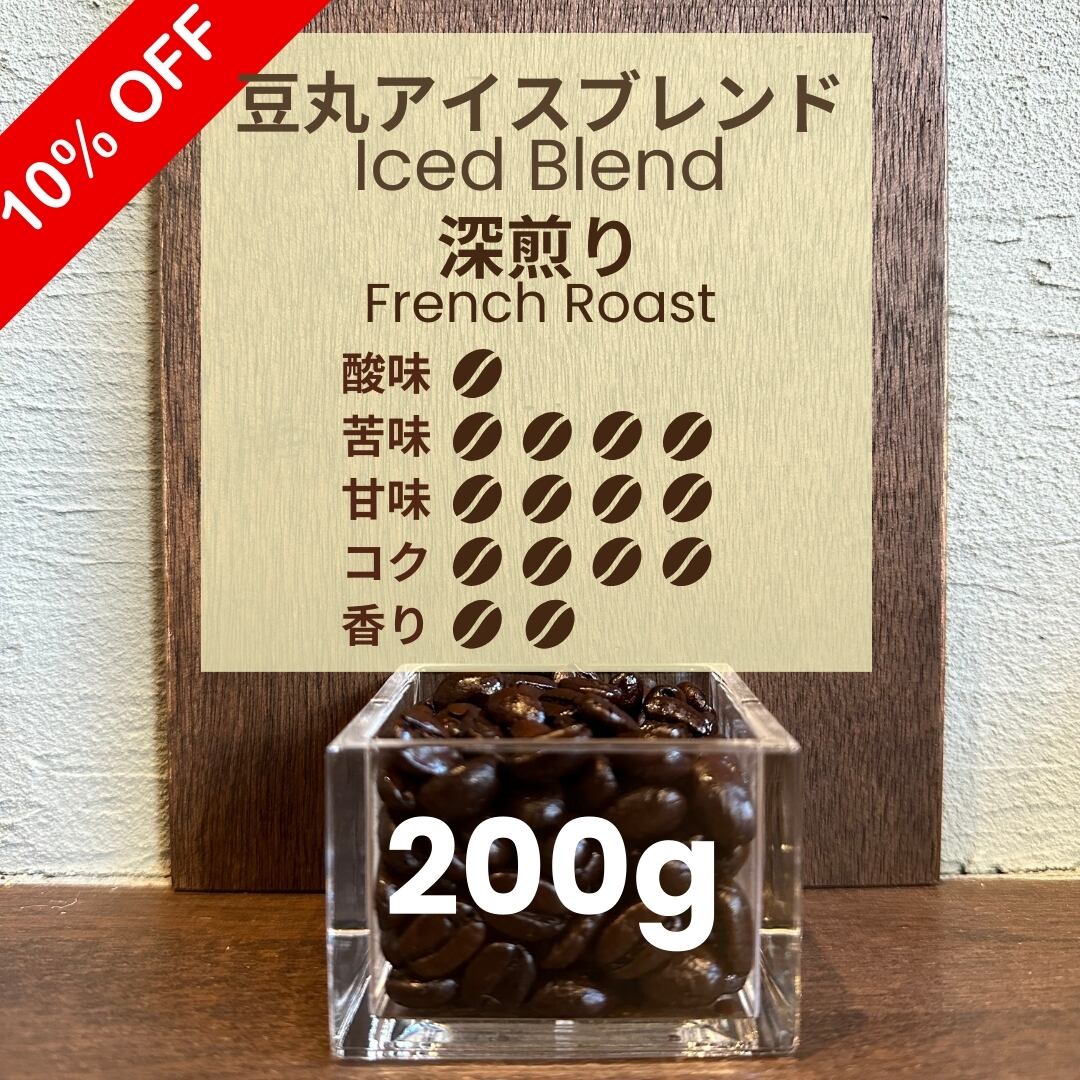 10% OFF
豆丸アイスブレンド
Iced Blend
深煎り
French Roast
酸味
苦味
甘味
コク
香り
200g